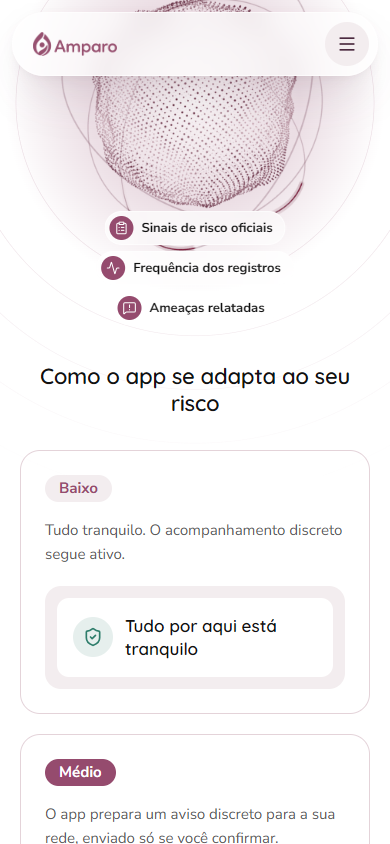 Amparo
Sinais de risco oficiais
Frequência dos registros
Ameaças relatadas
Como o app se adapta ao seu
risco
Baixo
Tudo tranquilo. O acompanhamento discreto
segue ativo.
Tudo por aqui está
tranquilo
Médio
O app prepara um aviso discreto para a sua
rede, enviado só se você confirmar.